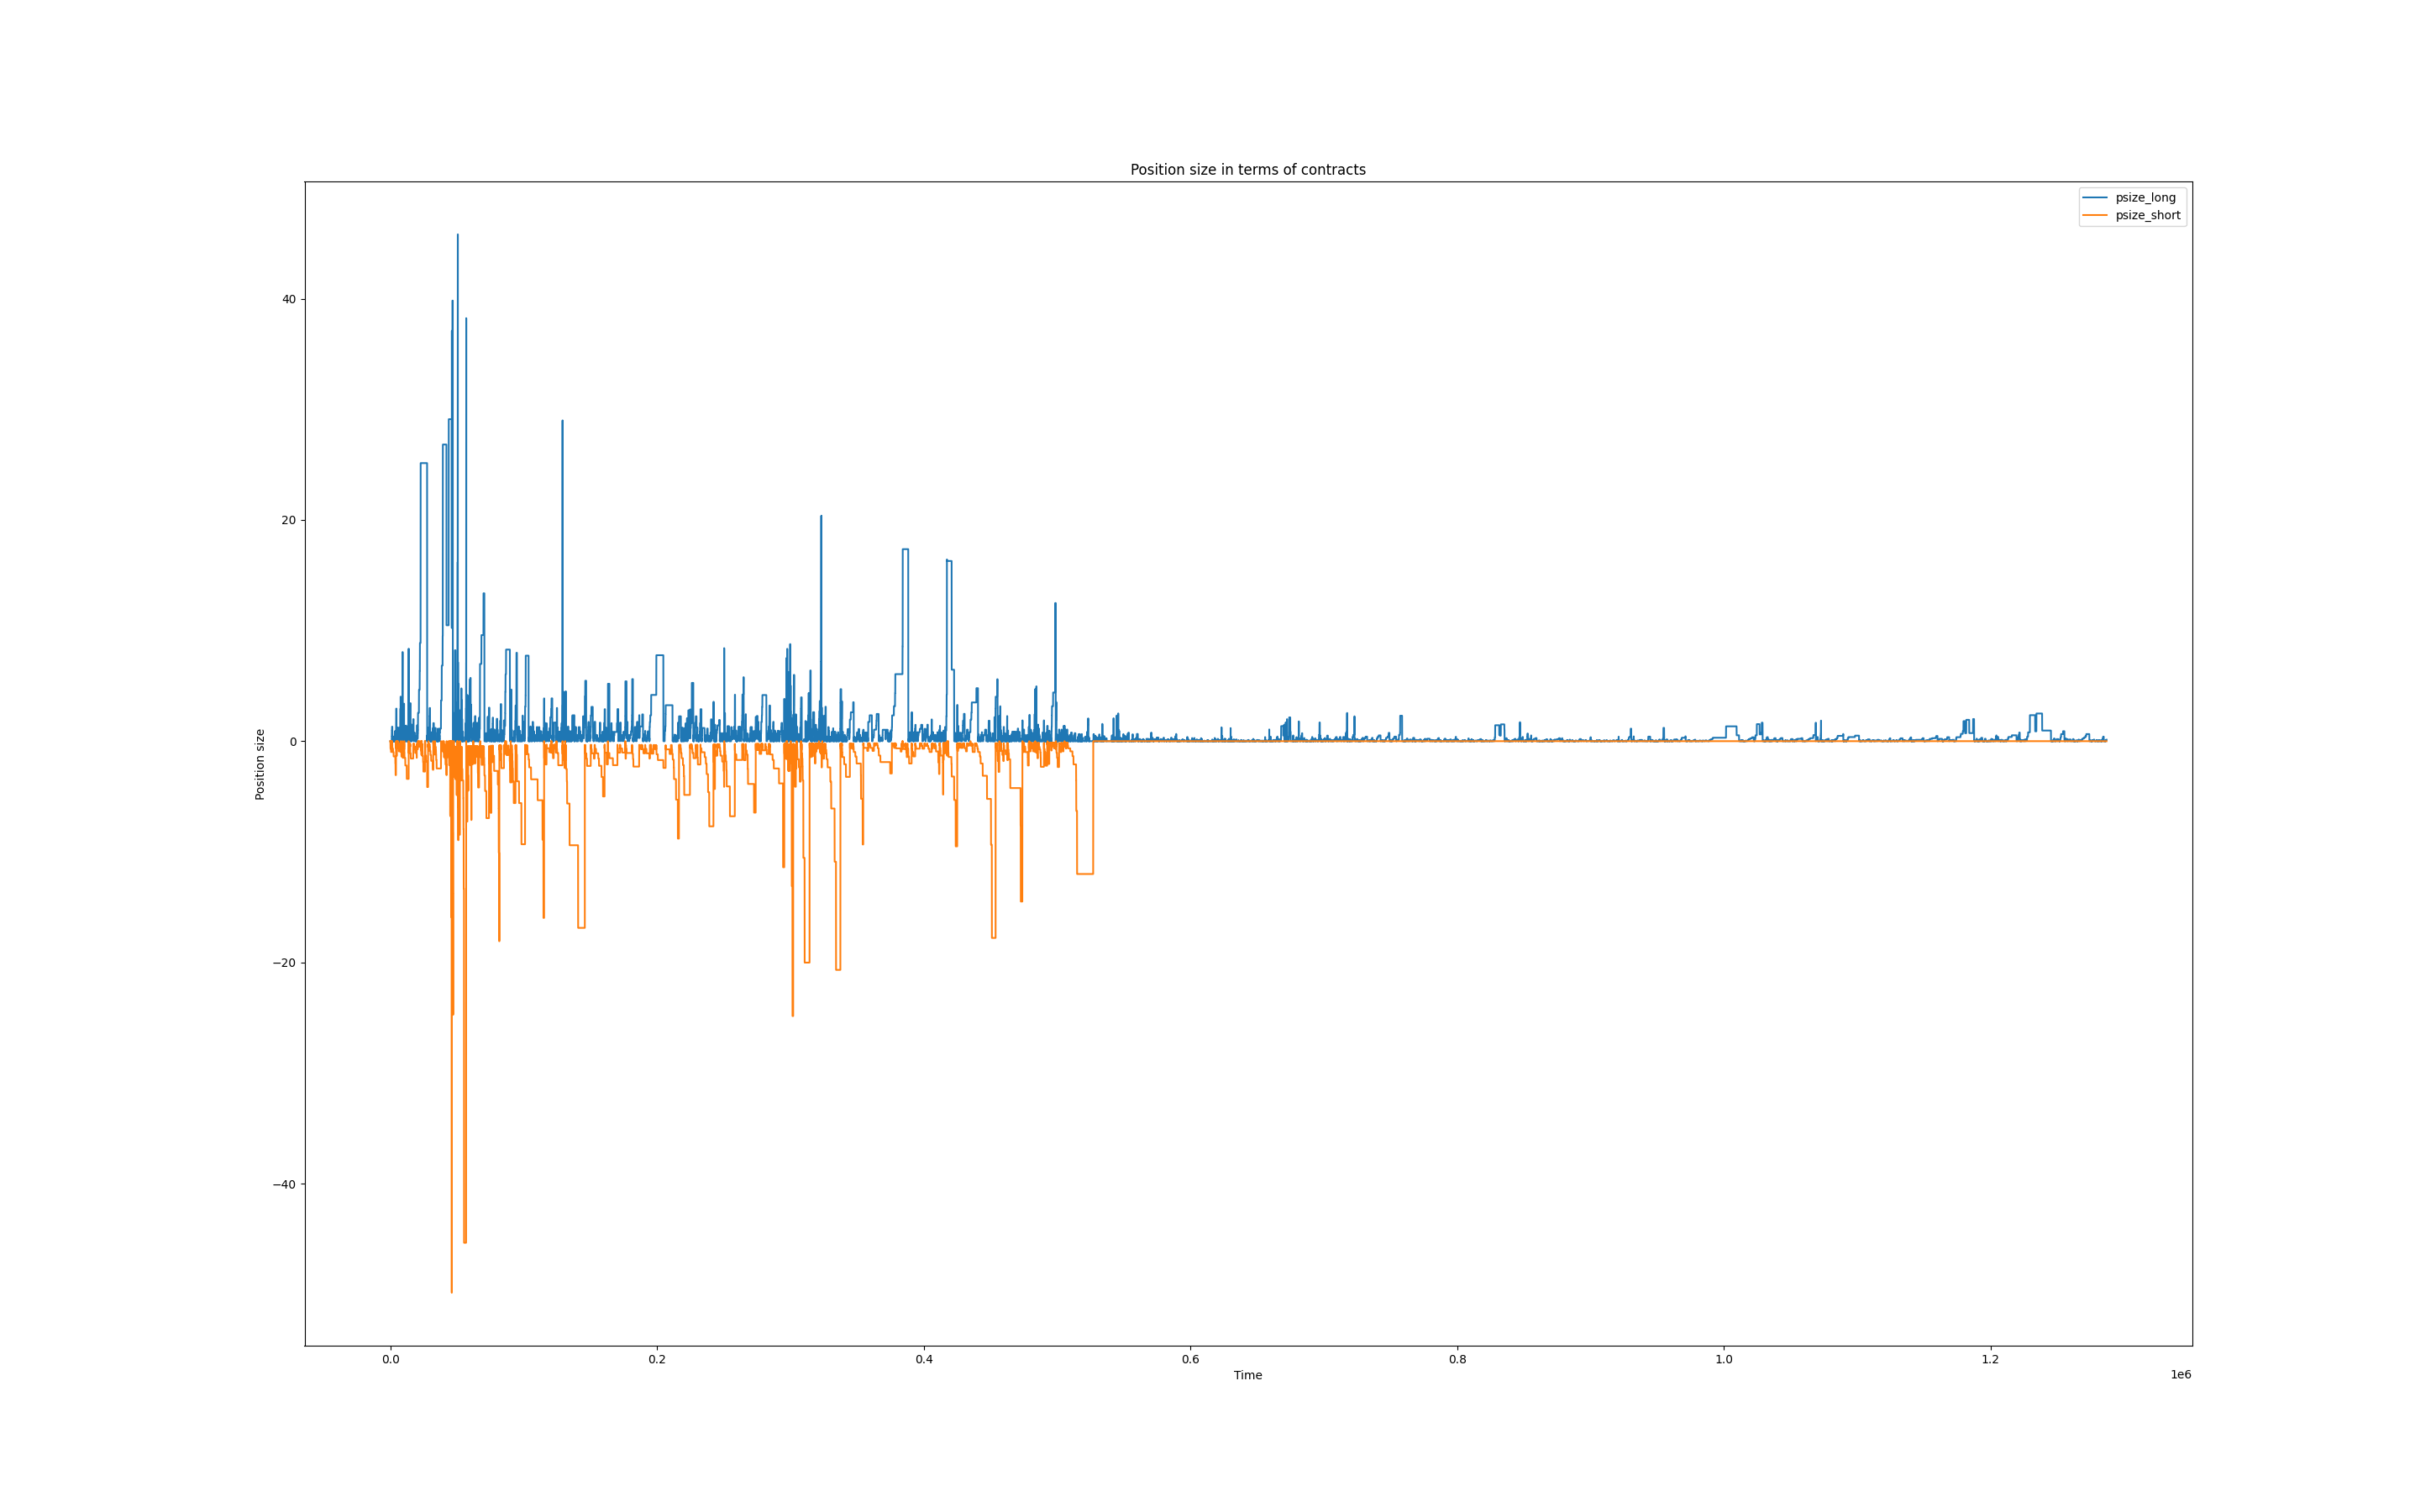 Position size in terms of contracts
psize_long
psize_short
40
20
0
−20
−40
Position size
0.0
0.2
0.4
0.6
0.8
1.0
1.2
1e6
Time